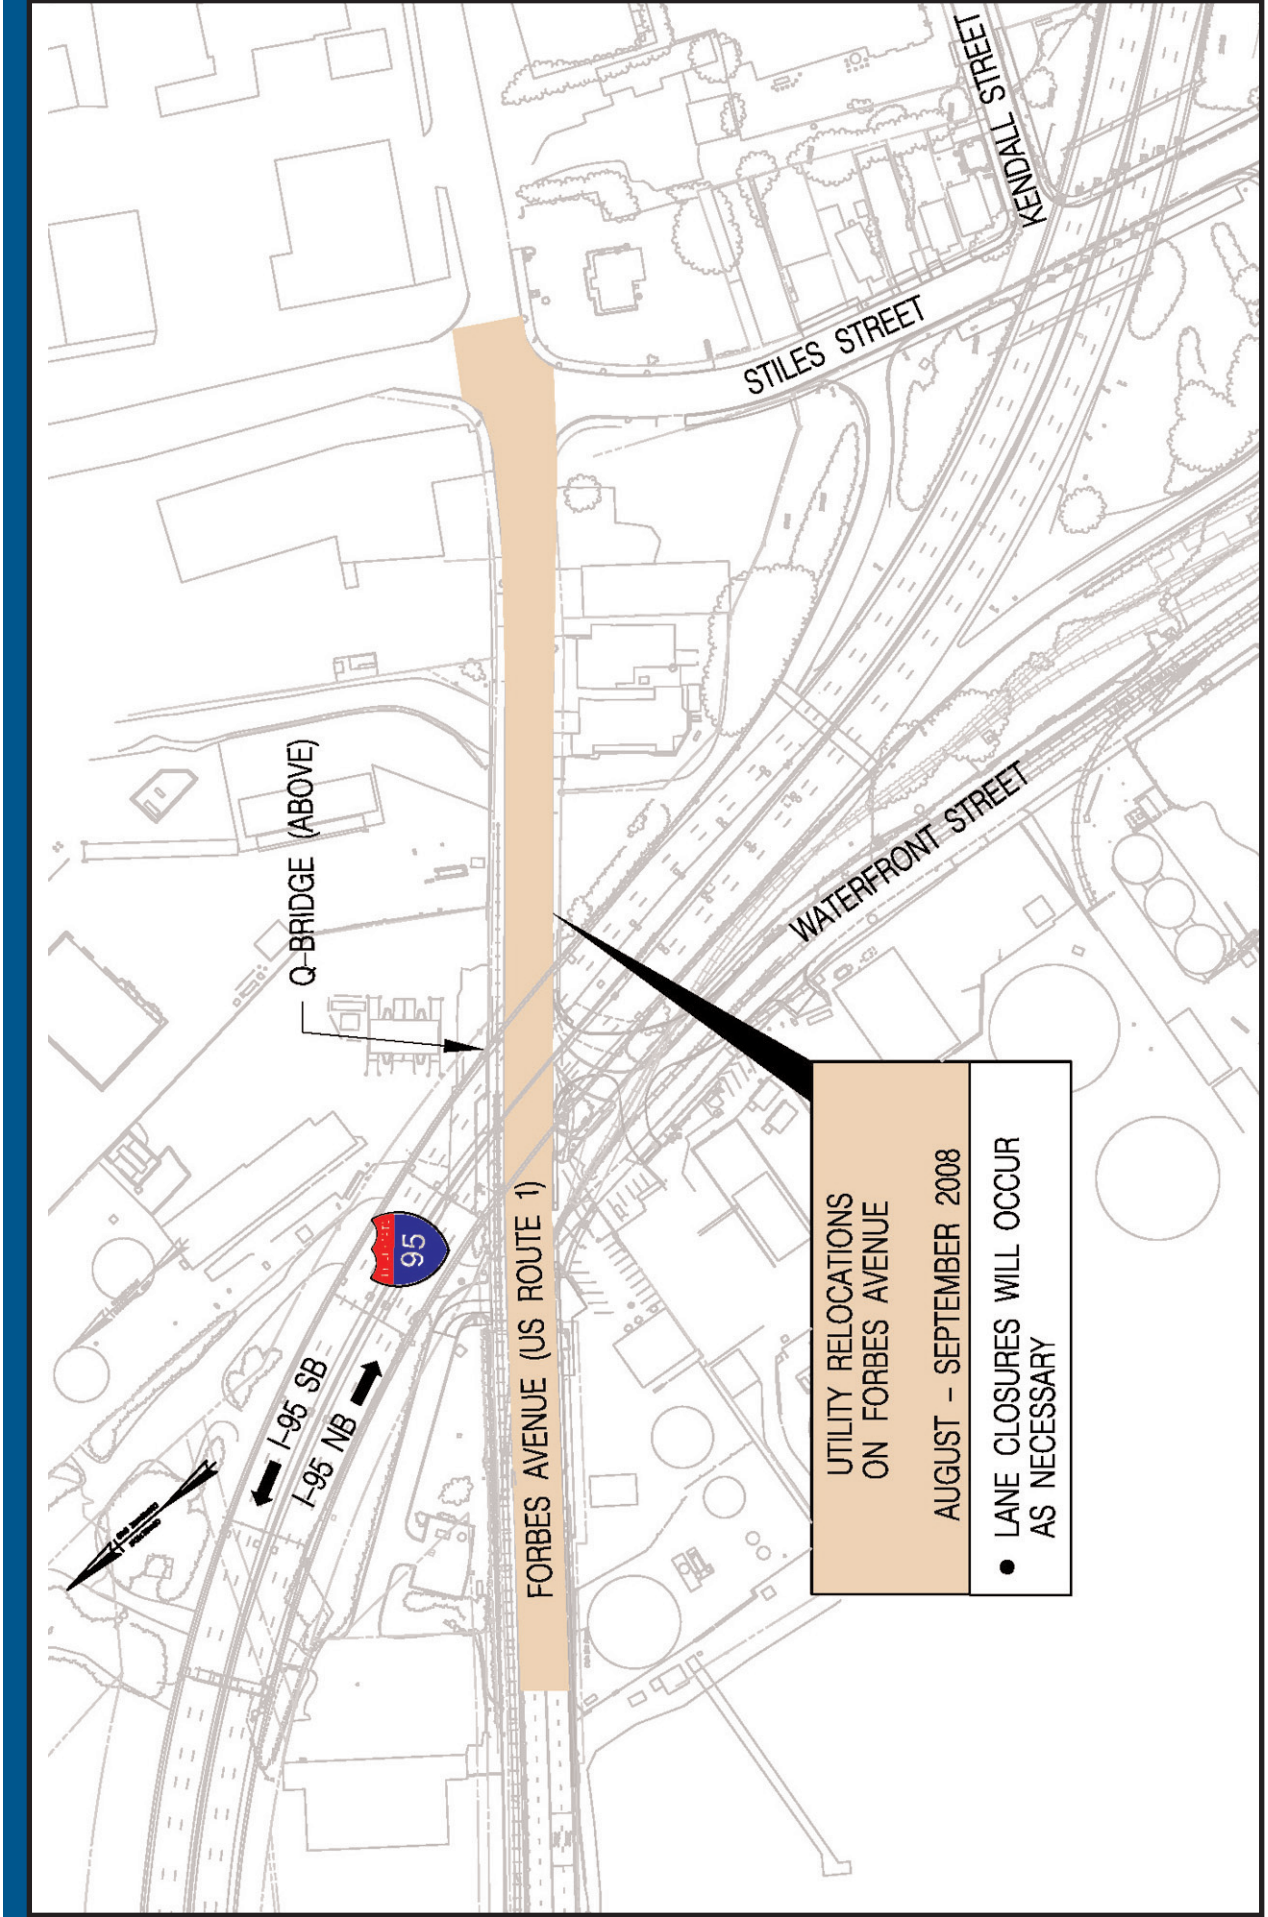 Q-BRIDGE (ABOVE)
I-95 SB
I-95 NB
95
FORBES AVENUE (US ROUTE 1)
STILES STREET
KENDALL STREET
WATERFRONT STREET
UTILITY RELOCATIONS
ON FORBES AVENUE
AUGUST - SEPTEMBER 2008
• LANE CLOSURES WILL OCCUR
AS NECESSARY